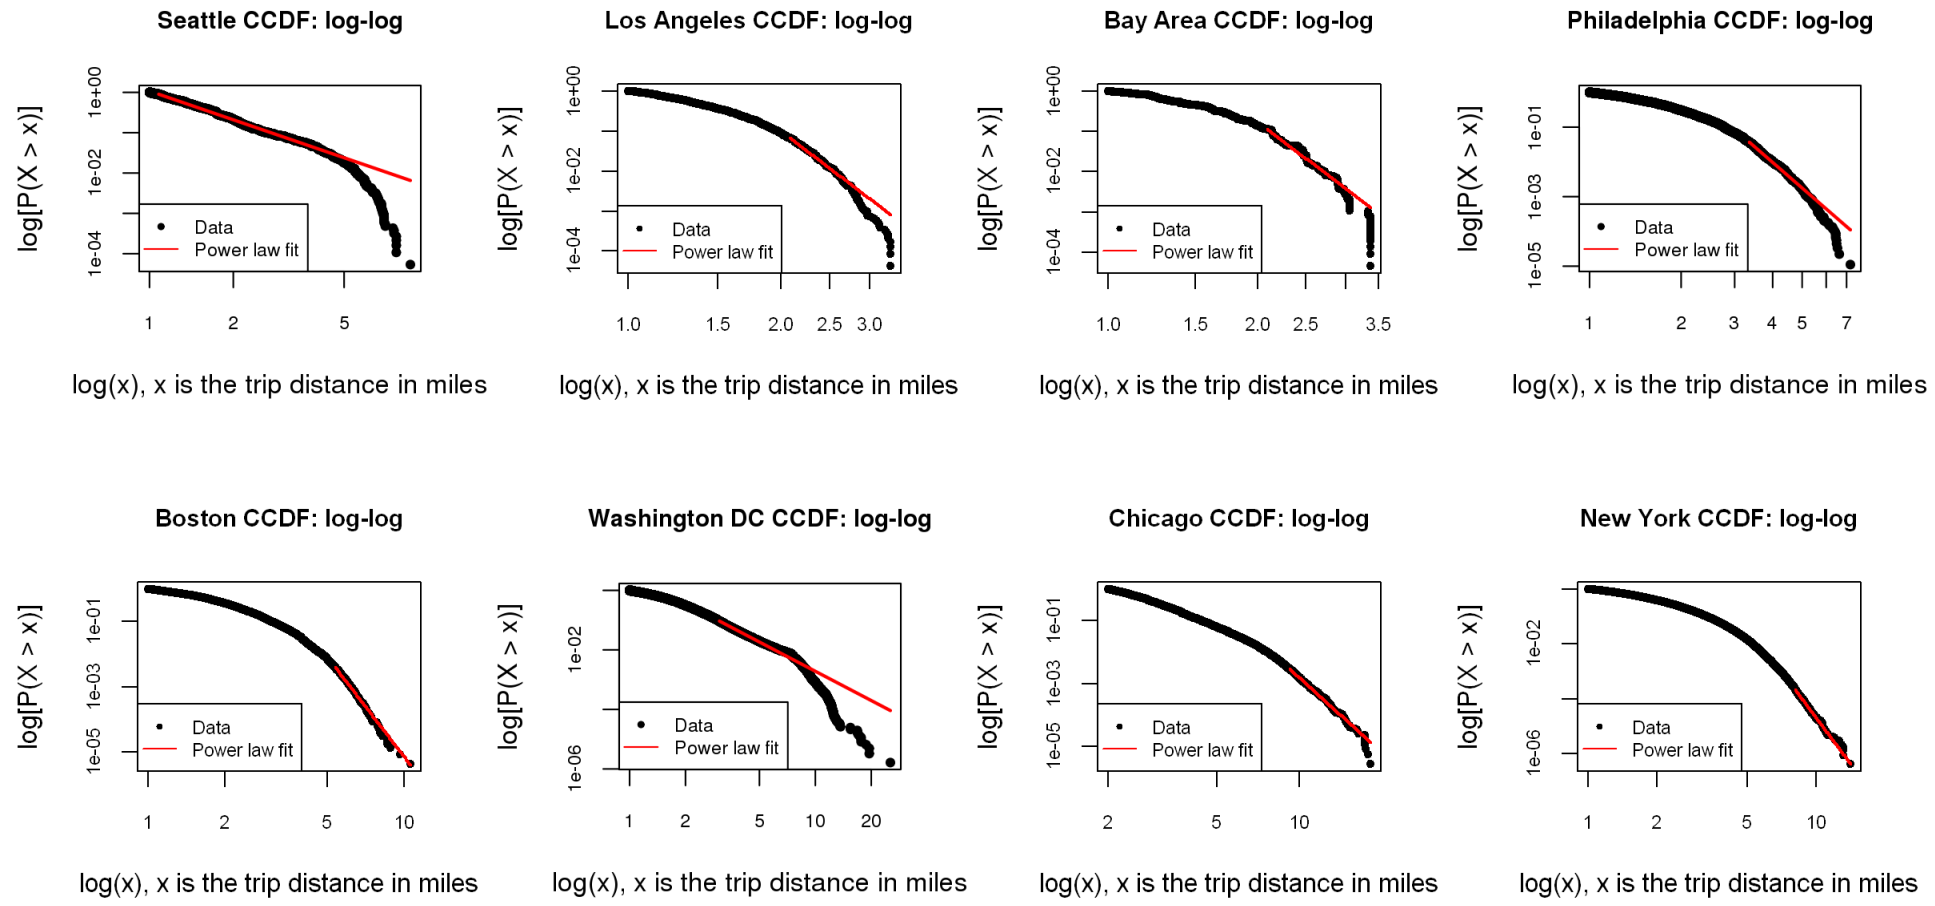 Seattle CCDF: log-log
log[P(X > x)]
1e+00
1e-02
1e-04
Data
Power law fit
1 2 5
log(x), x is the trip distance in miles
Los Angeles CCDF: log-log
log[P(X > x)]
1e+00
1e-02
1e-04
Data
Power law fit
1.0 1.5 2.0 2.5 3.0
log(x), x is the trip distance in miles
Bay Area CCDF: log-log
log[P(X > x)]
1e+00
1e-02
1e-04
Data
Power law fit
1.0 1.5 2.0 2.5 3.5
log(x), x is the trip distance in miles
Philadelphia CCDF: log-log
log[P(X > x)]
1e-01
1e-03
1e-05
Data
Power law fit
1 2 3 4 5 7
log(x), x is the trip distance in miles
Boston CCDF: log-log
log[P(X > x)]
1e-01
1e-03
1e-05
Data
Power law fit
1 2 5 10
log(x), x is the trip distance in miles
Washington DC CCDF: log-log
log[P(X > x)]
1e-02
1e-06
Data
Power law fit
1 2 5 10 20
log(x), x is the trip distance in miles
Chicago CCDF: log-log
log[P(X > x)]
1e-01
1e-03
1e-05
Data
Power law fit
2 5 10
log(x), x is the trip distance in miles
New York CCDF: log-log
log[P(X > x)]
1e-02
1e-06
Data
Power law fit
1 2 5 10
log(x), x is the trip distance in miles